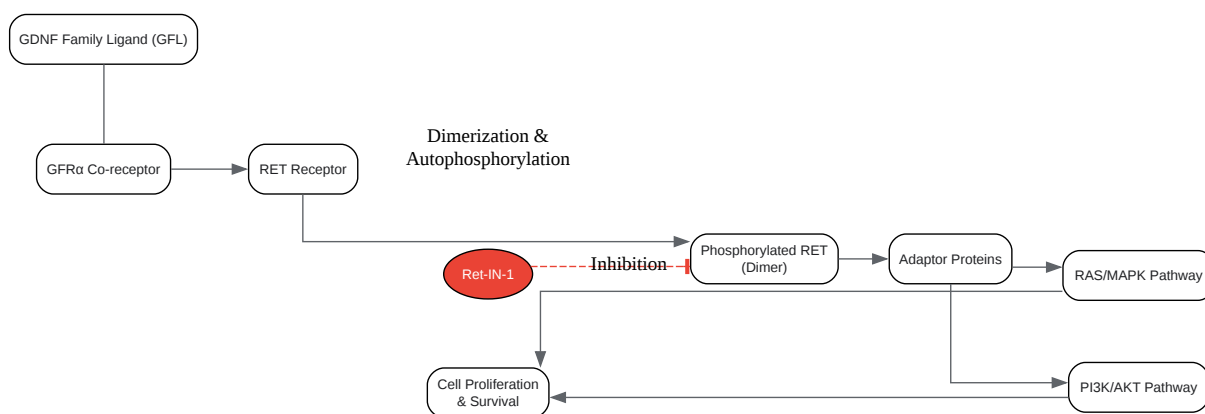 GDNF Family Ligand (GFL)
Dimerization &
Autophosphorylation
GFRα Co-receptor
RET Receptor
Phosphorylated RET
(Dimer)
Adaptor Proteins
Inhibition
Ret-IN-1
RAS/MAPK Pathway
Cell Proliferation
& Survival
PI3K/AKT Pathway